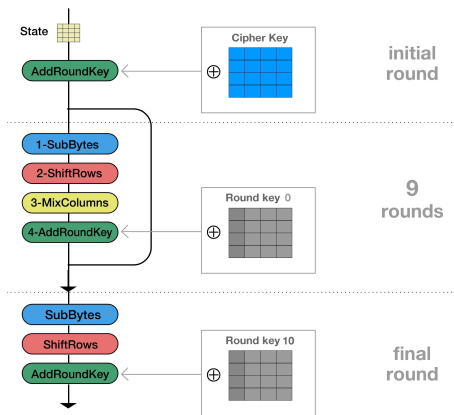 State
Cipher Key
AddRoundKey
initial
round
1-SubBytes
2-ShiftRows
3-MixColumns
4-AddRoundKey
Round key 0
9
rounds
SubBytes
ShiftRows
AddRoundKey
Round key 10
final
round